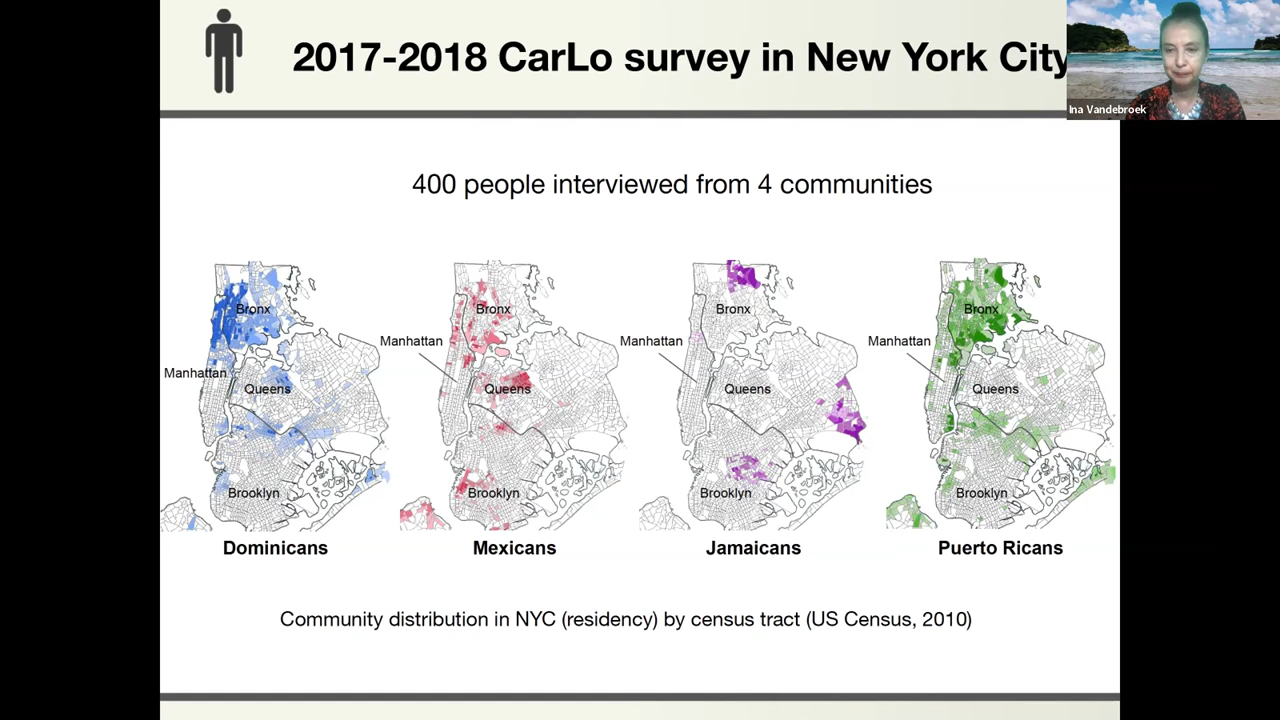 2017-2018 CarLo survey in New York City
Ina Vandebroek
400 people interviewed from 4 communities
Bronx
Manhattan
Queens
Brooklyn
Dominicans
Bronx
Manhattan
Queens
Brooklyn
Mexicans
Bronx
Manhattan
Queens
Brooklyn
Jamaicans
Bronx
Manhattan
Queens
Brooklyn
Puerto Ricans
Community distribution in NYC (residency) by census tract (US Census, 2010)